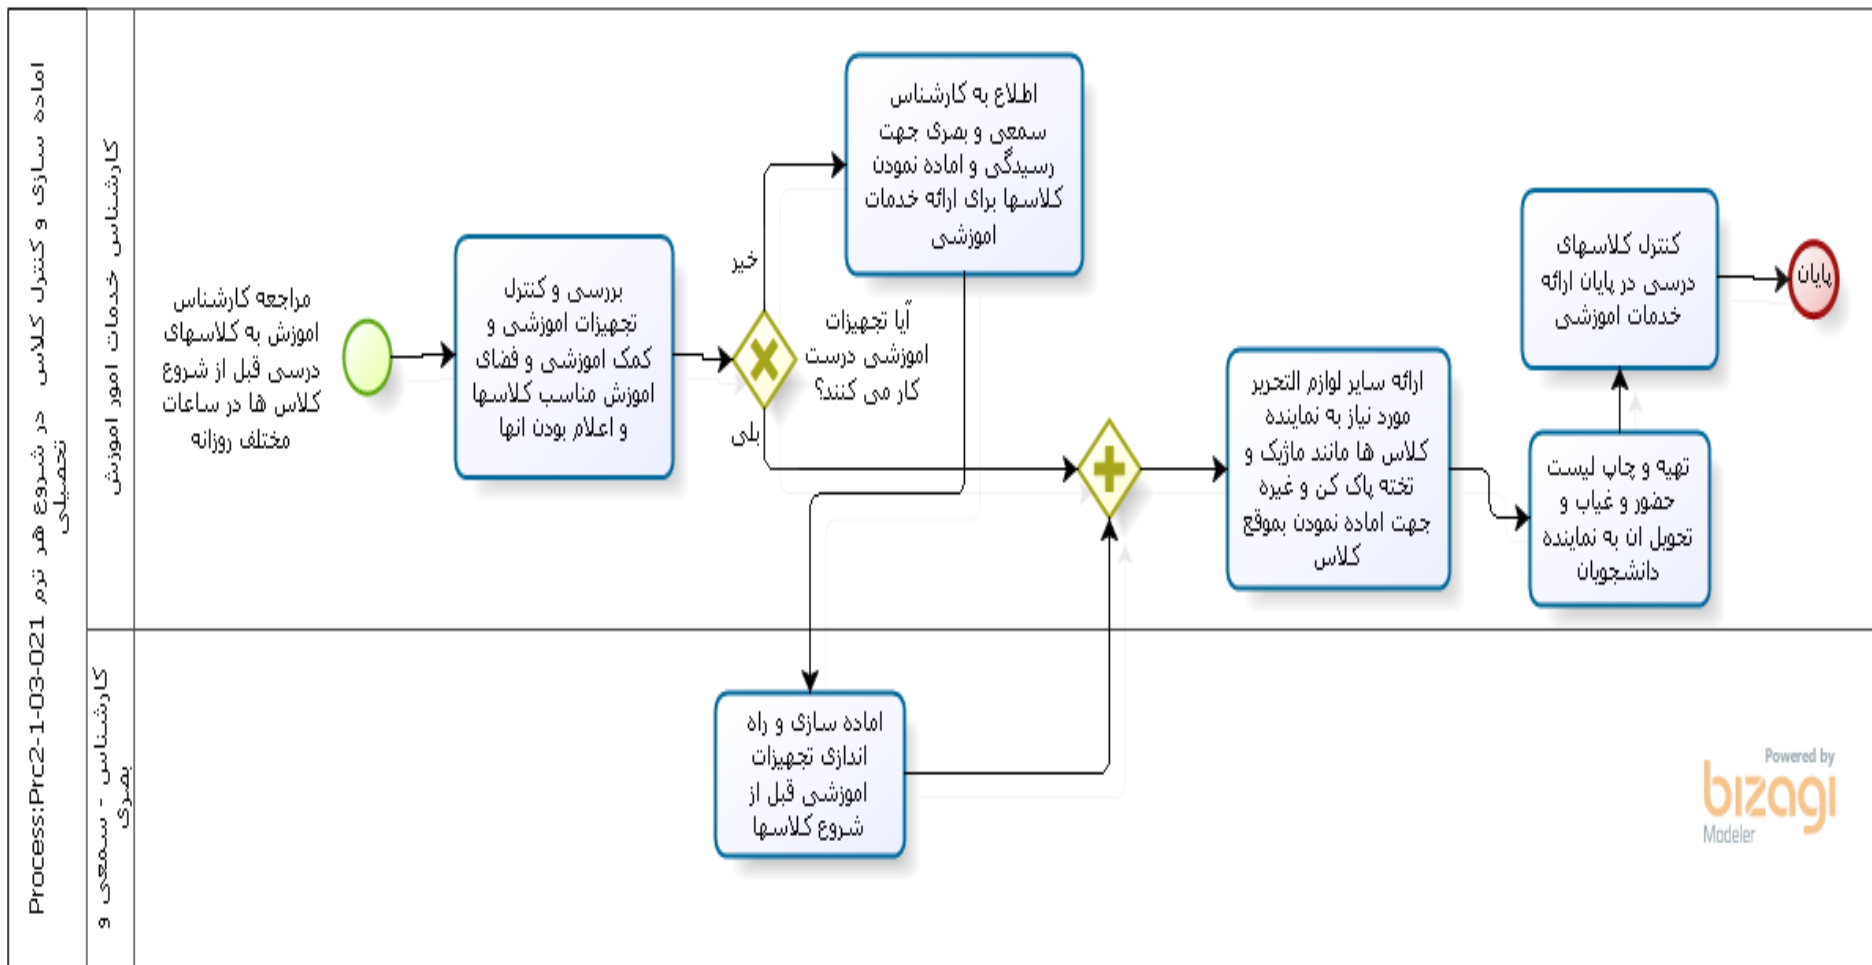 Process:Prc2-1-03-021 اماده سازی و کنترل کلاس در شروع هر ترم
تحصیلی
کارشناس خدمات امور اموزش
مراجعه کارشناس
اموزش به کلاسهای
درسی قبل از شروع
کلاس ها در ساعات
مختلف روزانه
بررسی و کنترل
تجهیزات اموزشی و
کمک اموزشی و فضای
اموزش مناسب کلاسها
و اعلام بودن انها
خیر
آیا تجهیزات
اموزشی درست
کار می کنند؟
بلی
اطلاع به کارشناس
سمعی و بصری جهت
رسیدگی و اماده نمودن
کلاسها برای ارائه خدمات
اموزشی
ارائه سایر لوازم التحریر
مورد نیاز به نماینده
کلاس ها مانند ماژیک و
تخته پاک کن و غیره
جهت اماده نمودن بموقع
کلاس
تهیه و چاپ لیست
حضور و غیاب و
تحویل ان به نماینده
دانشجویان
کنترل کلاسهای
درسی در پایان ارائه
خدمات اموزشی
پایان
کارشناس - سمعی و
بصری
اماده سازی و راه
اندازی تجهیزات
اموزشی قبل از
شروع کلاسها
Powered by
bizagi
Modeler